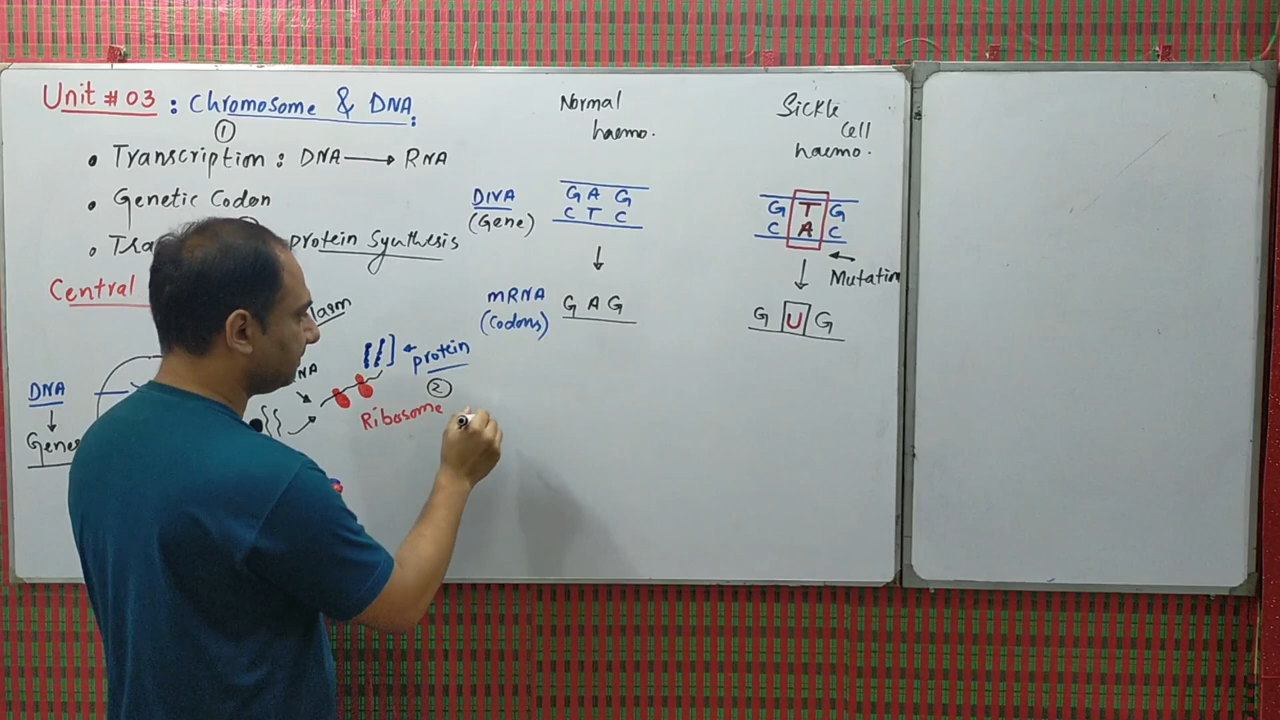 Unit # 03 : Chromosome & DNA
①
• Transcription : DNA → RNA
• Genetic Codon
protein Synthesis
Central
DNA
↓
Genes
protein
②
Ribosome
Normal
haemo.
Sickle
Cell
haemo.
DNA
(Gene)
G A G
C T C
G T G
C A C
Mutation
mRNA
(Codons)
G A G
G U G